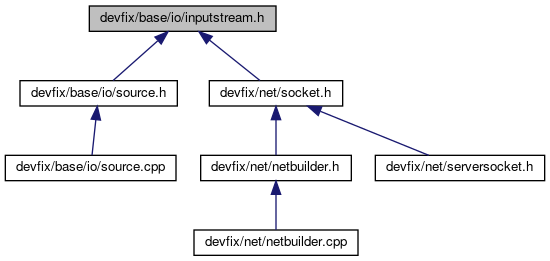 devfix/base/io/inputstream.h
devfix/base/io/source.h
devfix/net/socket.h
devfix/base/io/source.cpp
devfix/net/netbuilder.h
devfix/net/serversocket.h
devfix/net/netbuilder.cpp